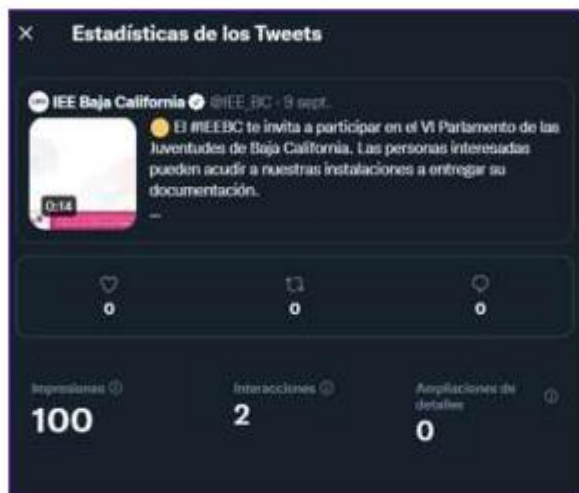 Estadísticas de los Tweets
IEE Baja California @IEE_BC · 9 sept.
El #IEEBC te invita a participar en el VI Parlamento de las
Juventudes de Baja California. Las personas interesadas
pueden acudir a nuestras instalaciones a entregar su
documentación.
...
0:14
0 0 0
Impresiones Interacciones Ampliaciones de
detalles
100 2 0